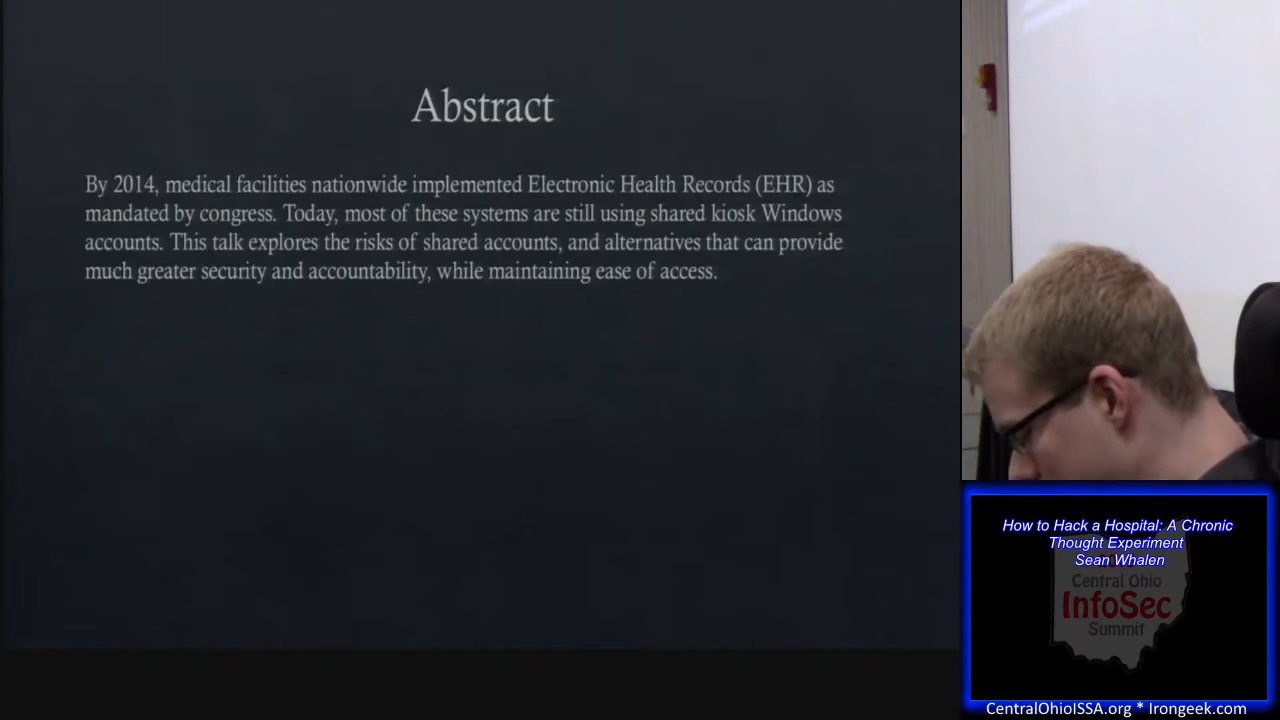 Abstract
By 2014, medical facilities nationwide implemented Electronic Health Records (EHR) as
mandated by congress. Today, most of these systems are still using shared kiosk Windows
accounts. This talk explores the risks of shared accounts, and alternatives that can provide
much greater security and accountability, while maintaining ease of access.
How to Hack a Hospital: A Chronic
Thought Experiment
Sean Whalen
Central Ohio
InfoSec
Summit
CentralOhioISSA.org * Irongeek.com